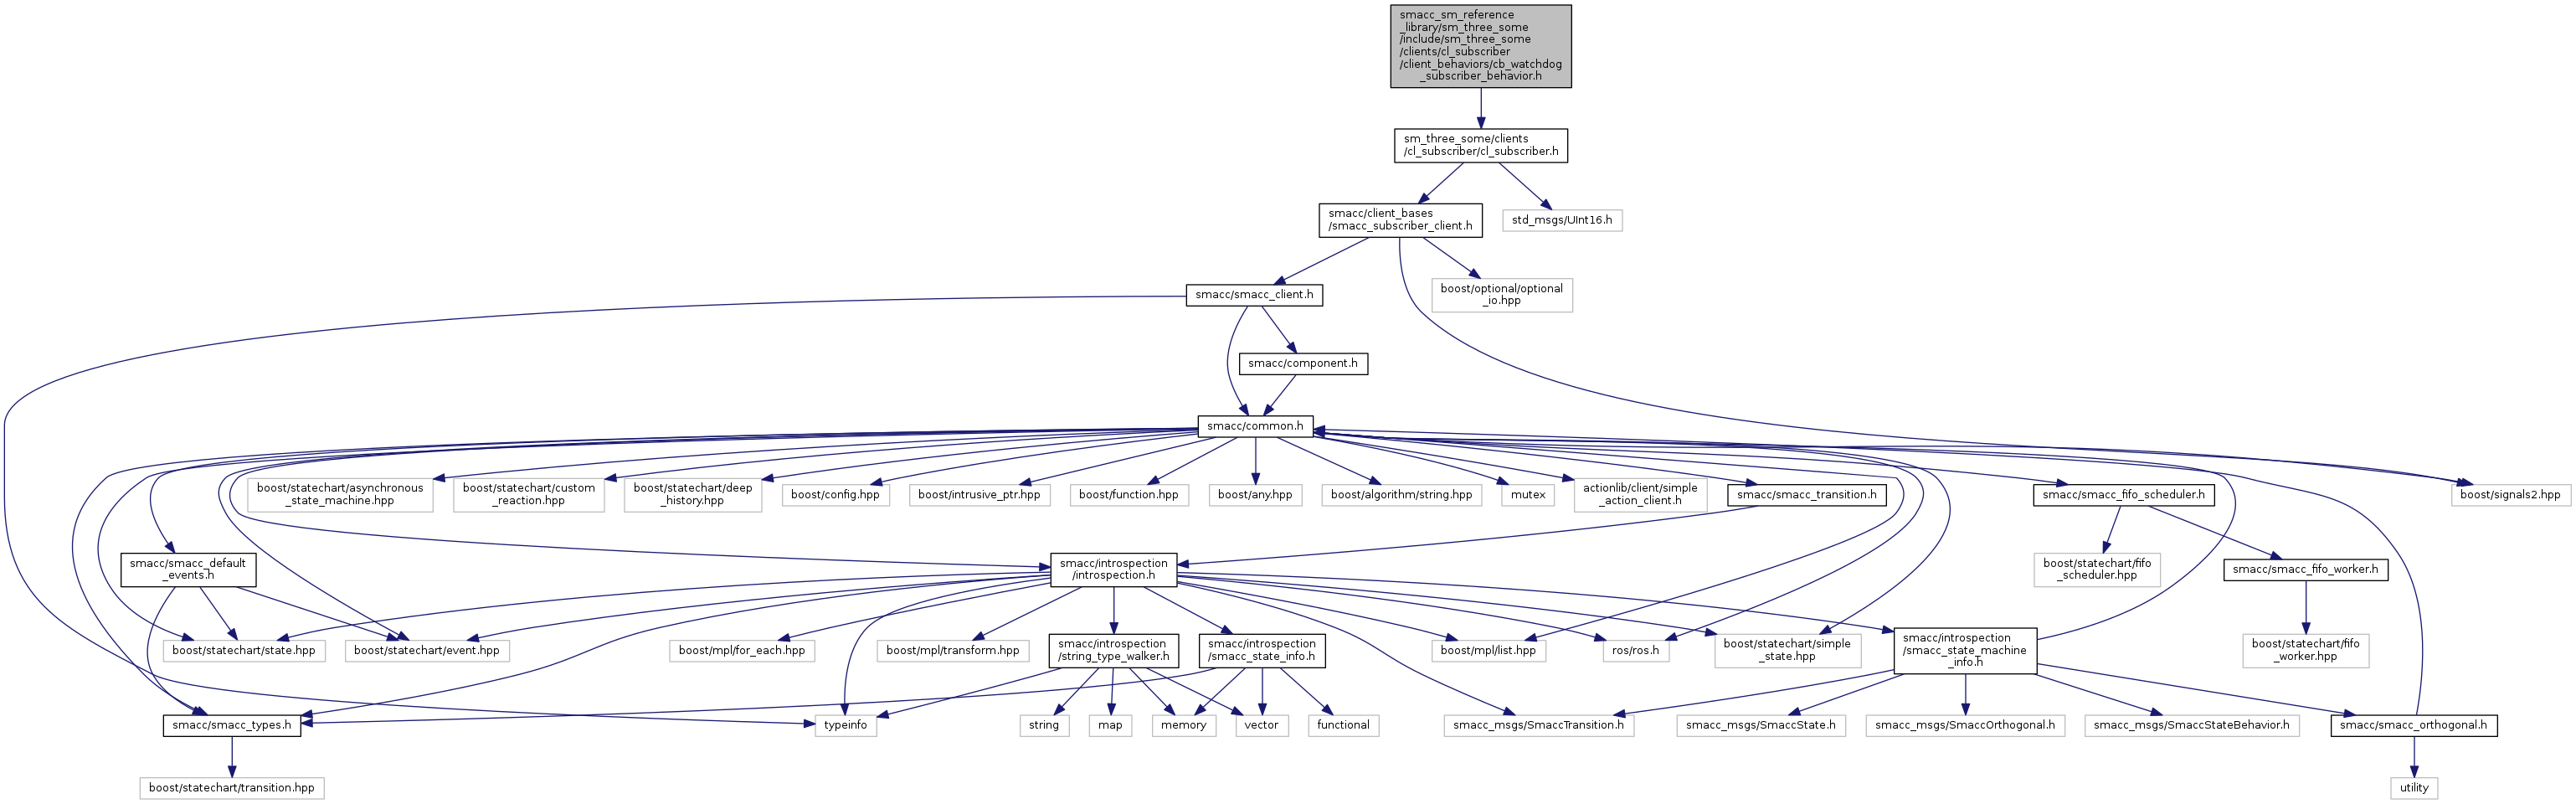 smacc_sm_reference
_library/sm_three_some
/include/sm_three_some
/clients/cl_subscriber
/client_behaviors/cb_watchdog
_subscriber_behavior.h
sm_three_some/clients
/cl_subscriber/cl_subscriber.h
smacc/client_bases
/smacc_subscriber_client.h
std_msgs/UInt16.h
smacc/smacc_client.h
boost/optional/optional
_io.hpp
smacc/component.h
smacc/common.h
boost/statechart/asynchronous
_state_machine.hpp
boost/statechart/custom
_reaction.hpp
boost/statechart/deep
_history.hpp
boost/config.hpp
boost/intrusive_ptr.hpp
boost/function.hpp
boost/any.hpp
boost/algorithm/string.hpp
mutex
actionlib/client/simple
_action_client.h
smacc/smacc_transition.h
smacc/smacc_fifo_scheduler.h
boost/signals2.hpp
smacc/smacc_default
_events.h
smacc/introspection
/introspection.h
boost/statechart/fifo
_scheduler.hpp
smacc/smacc_fifo_worker.h
boost/statechart/state.hpp
boost/statechart/event.hpp
boost/mpl/for_each.hpp
boost/mpl/transform.hpp
smacc/introspection
/string_type_walker.h
smacc/introspection
/smacc_state_info.h
boost/mpl/list.hpp
ros/ros.h
boost/statechart/simple
_state.hpp
smacc/introspection
/smacc_state_machine
_info.h
boost/statechart/fifo
_worker.hpp
smacc/smacc_types.h
typeinfo
string
map
memory
vector
functional
smacc_msgs/SmaccTransition.h
smacc_msgs/SmaccState.h
smacc_msgs/SmaccOrthogonal.h
smacc_msgs/SmaccStateBehavior.h
smacc/smacc_orthogonal.h
boost/statechart/transition.hpp
utility